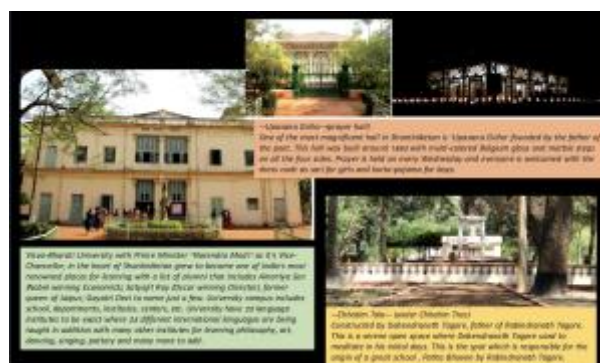 ~Upasana Griha~prayer hall!
One of the most magnificent hall in Shantiniketan is 'Upasana Griha' founded by the father of
the poet. This hall was built around 1863 with multi-colored Belgium glass and marble steps
on all the four sides. Prayer is held on every Wednesday and everyone is welcomed with the
dress code as sari for girls and kurta-payjama for boys.
Visva-Bharati University with Prime Minister "Narendra Modi" as it's Vice-
Chancellor, in the heart of Shantiniketan grew to become one of India's most
renowned places for learning with a list of alumni that includes Amartya Sen
(Nobel winning Economist), Satyajit Ray (Oscar winning Director), former
queen of Jaipur, Gayatri Devi to name just a few. University campus includes
school, departments, institutes, centers, etc. University have
institutes to be exact where 14 different international languages are
being taught in addition with many other institutes for learning philosophy, art,
dancing, singing, pottery and many more to add.
~Chhatim Tala~ (under Chhatim Tree)
Constructed by Debendranath Tagore, father of Rabindranath Tagore.
This is a serene open space where Debendranath Tagore used to
meditate in his initial days. This is the spot which is responsible for the
origin of a great school, Patha Bhavan by Rabindranath Tagore.